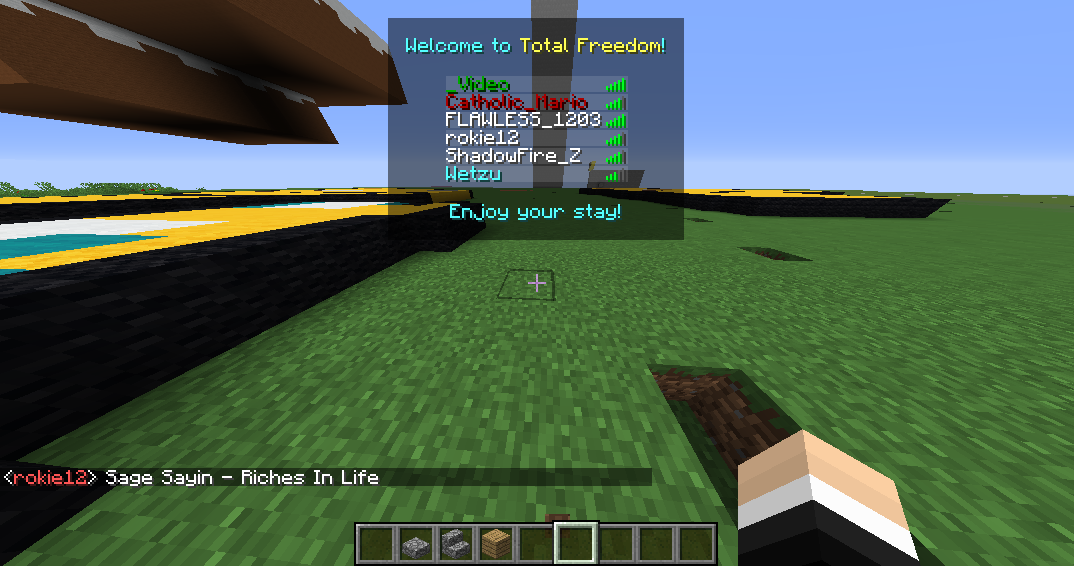 Welcome to Total Freedom!
_Video
Catholic_Mario
FLAWLESS_1203
rokie12
ShadowFire_Z
Wetzu
Enjoy your stay!
<rokie12> Sage Sayin - Riches In Life